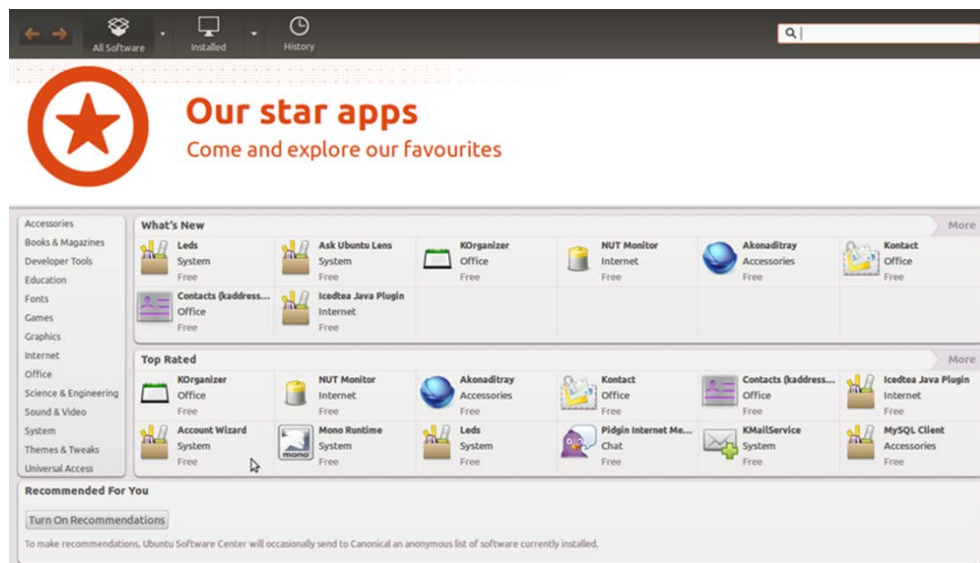 All Software
Installed
History
Our star apps
Come and explore our favourites
Accessories
Books & Magazines
Developer Tools
Education
Fonts
Games
Graphics
Internet
Office
Science & Engineering
Sound & Video
System
Themes & Tweaks
Universal Access
What's New
More
Leds
System
Free
Ask Ubuntu Lens
System
Free
KOrganizer
Office
Free
NUT Monitor
Internet
Free
Akonaditray
Accessories
Free
Kontact
Office
Free
Contacts (kaddress...
Office
Free
Icedtea Java Plugin
Internet
Free
Top Rated
More
KOrganizer
Office
Free
NUT Monitor
Internet
Free
Akonaditray
Accessories
Free
Kontact
Office
Free
Contacts (kaddress...
Office
Free
Icedtea Java Plugin
Internet
Free
Account Wizard
System
Free
mono
Mono Runtime
System
Free
Leds
System
Free
Pidgin Internet Me...
Chat
Free
KMailService
System
Free
MySQL Client
Accessories
Free
Recommended For You
Turn On Recommendations
To make recommendations, Ubuntu Software Center will occasionally send to Canonical an anonymous list of software currently installed.